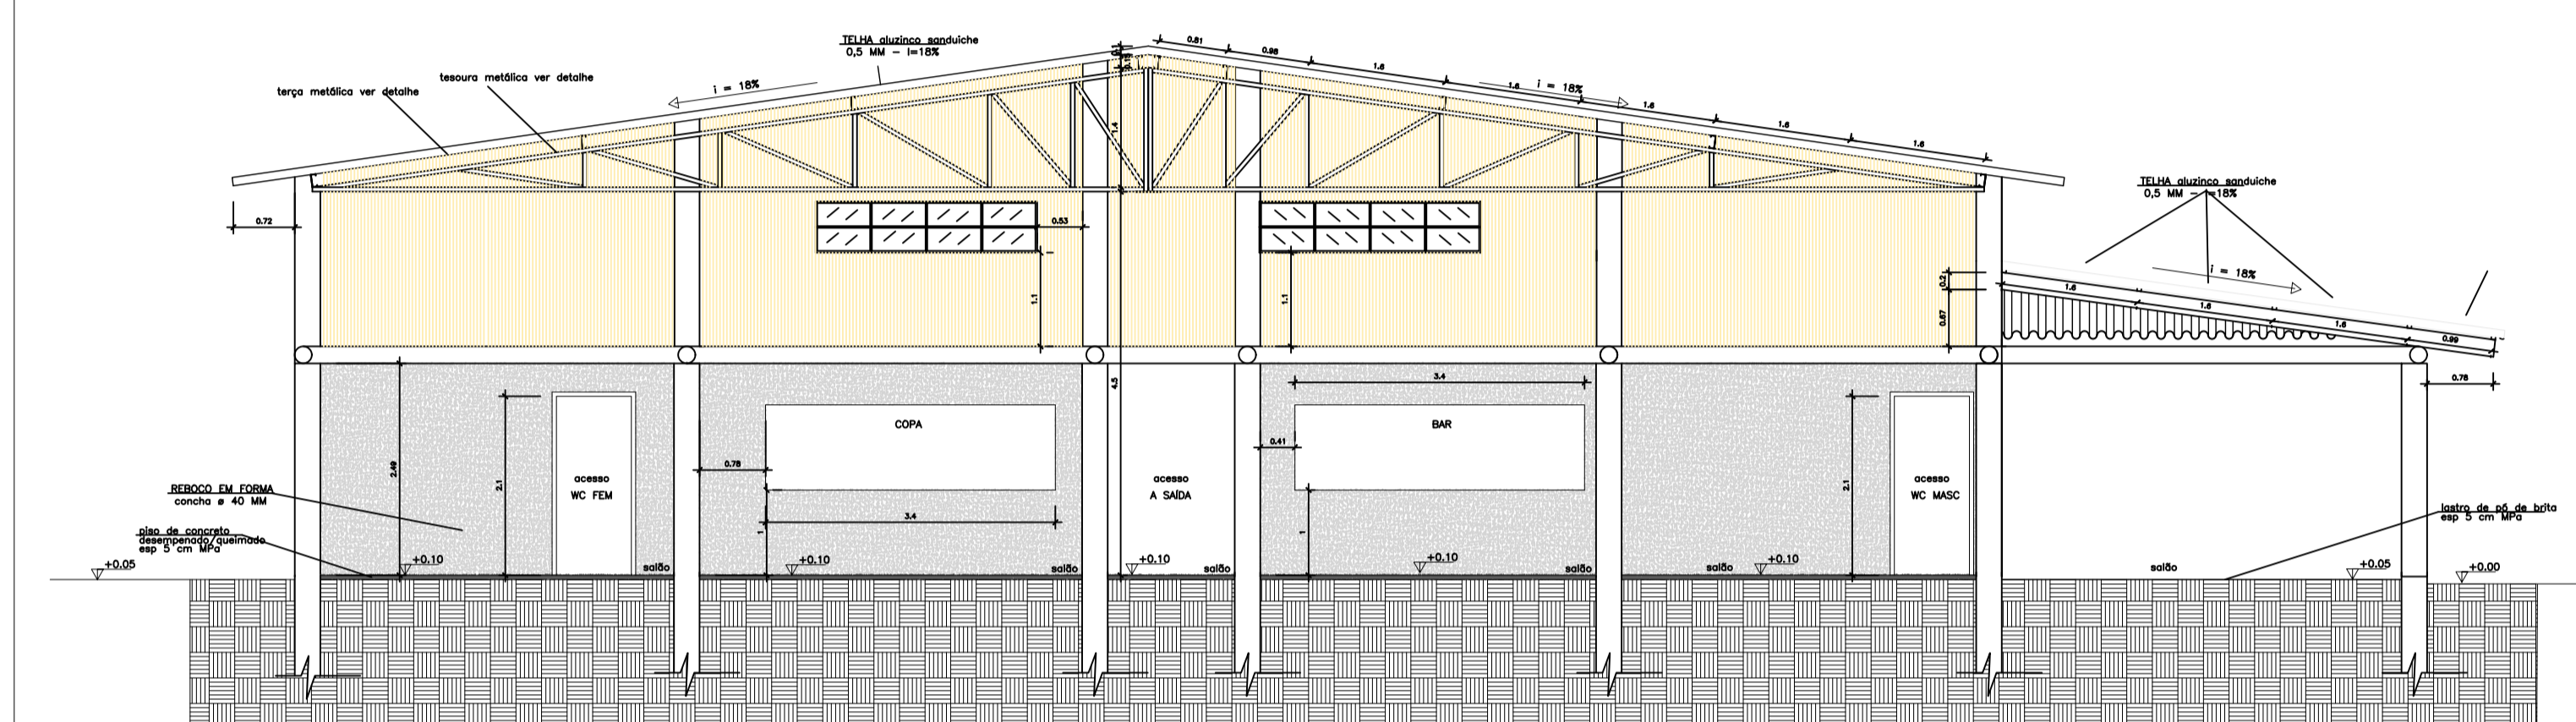 TELHA aluzinco sanduiche
0,5 MM - I=18%
0.81
0.98
1.6
1.6
1.6
1.6
1.6
i = 18%
i = 18%
tesoura metálica ver detalhe
terça metálica ver detalhe
1.4
TELHA aluzinco sanduiche
0,5 MM - I=18%
0.72
0.53
1.1
1.1
i = 18%
0.2
0.67
1.6
1.6
1.6
0.99
0.78
4.5
3.4
3.4
COPA
BAR
0.41
0.78
2.49
2.1
2.1
1
1
acesso
WC FEM
acesso
A SAÍDA
acesso
WC MASC
REBOCO EM FORMA
concha ø 40 MM
piso de concreto
desempenado/queimado
esp 5 cm MPa
lastro de pó de brita
esp 5 cm MPa
+0.05
+0.10
salão
+0.10
salão
+0.10
salão
+0.10
salão
salão
+0.10
salão
+0.05
+0.00